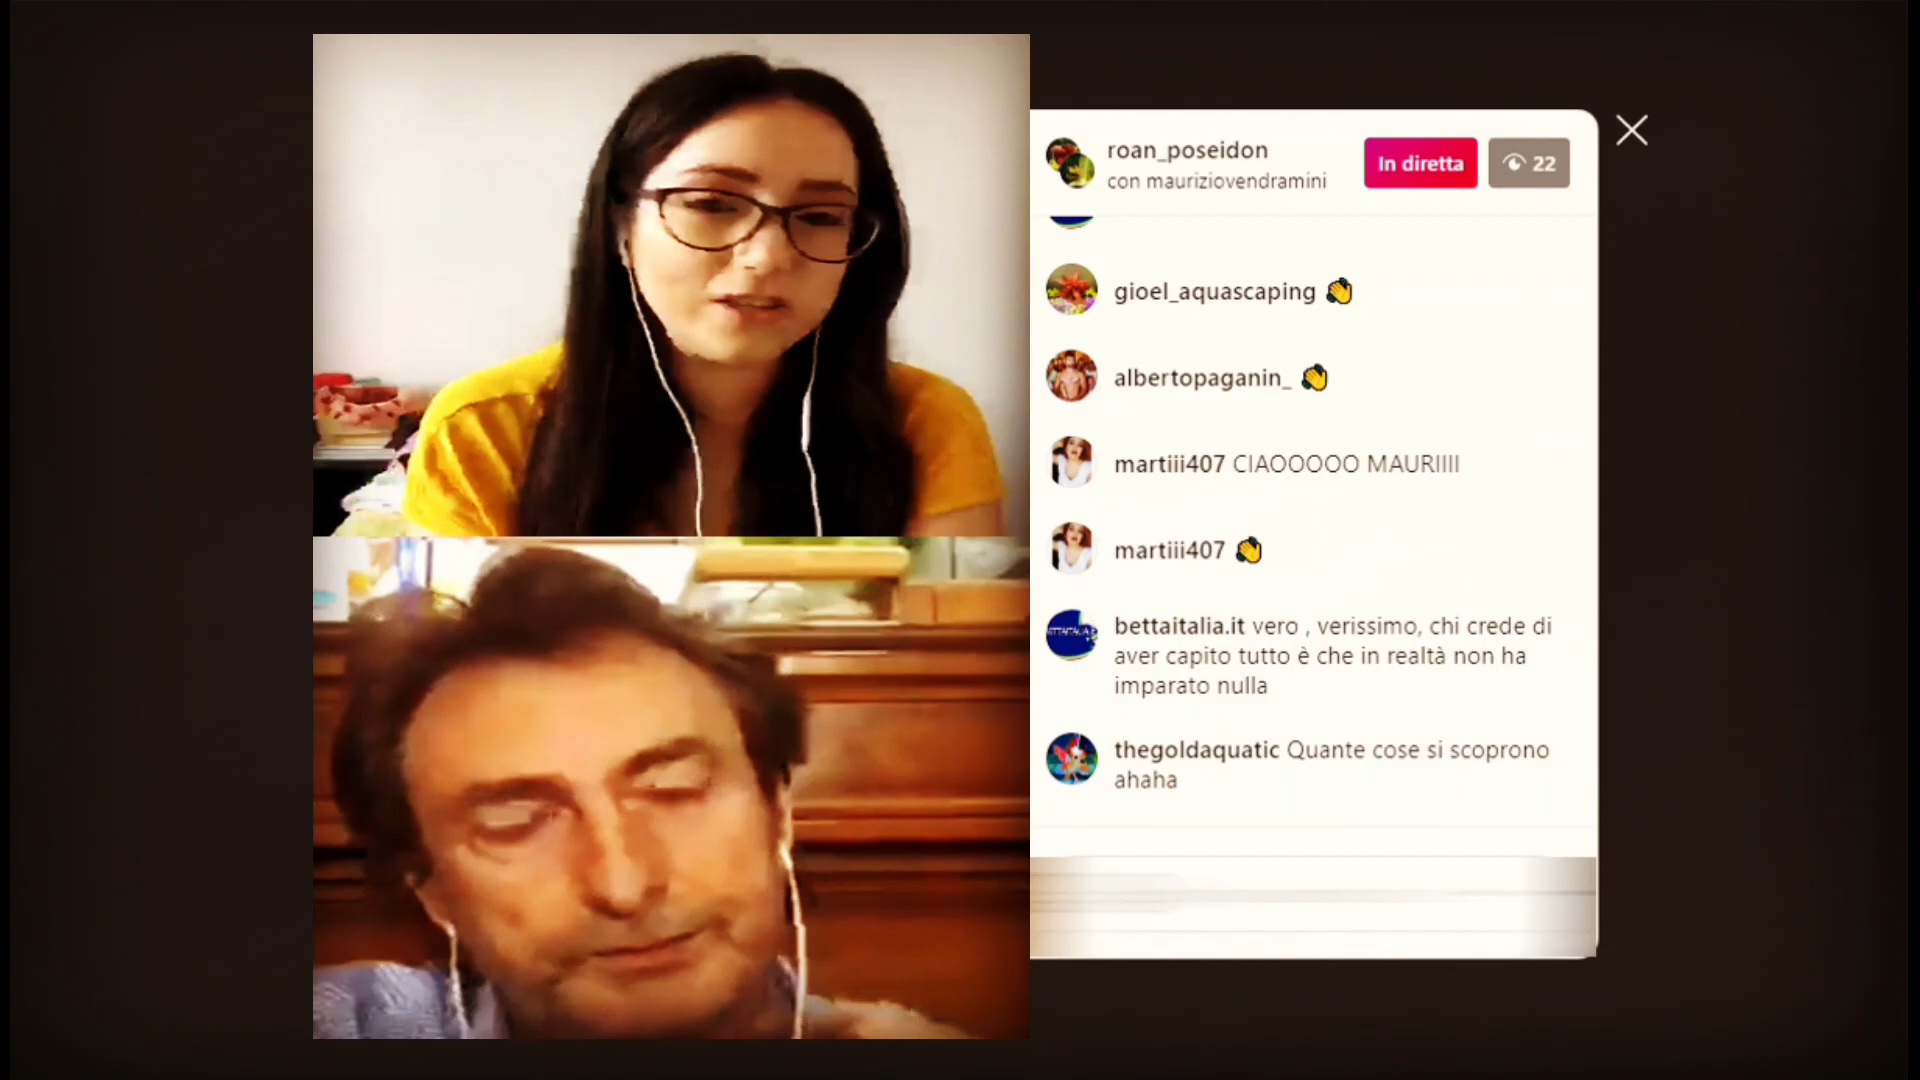 roan_poseidon
con mauriziovendramini
In diretta
22
gioel_aquascaping 👏
albertopaganin_ 👏
martiii407 CIAOOOOO MAURIIII
martiii407 👏
BETTAITALIA
bettaitalia.it vero , verissimo, chi crede di
aver capito tutto è che in realtà non ha
imparato nulla
thegoldaquatic Quante cose si scoprono
ahaha